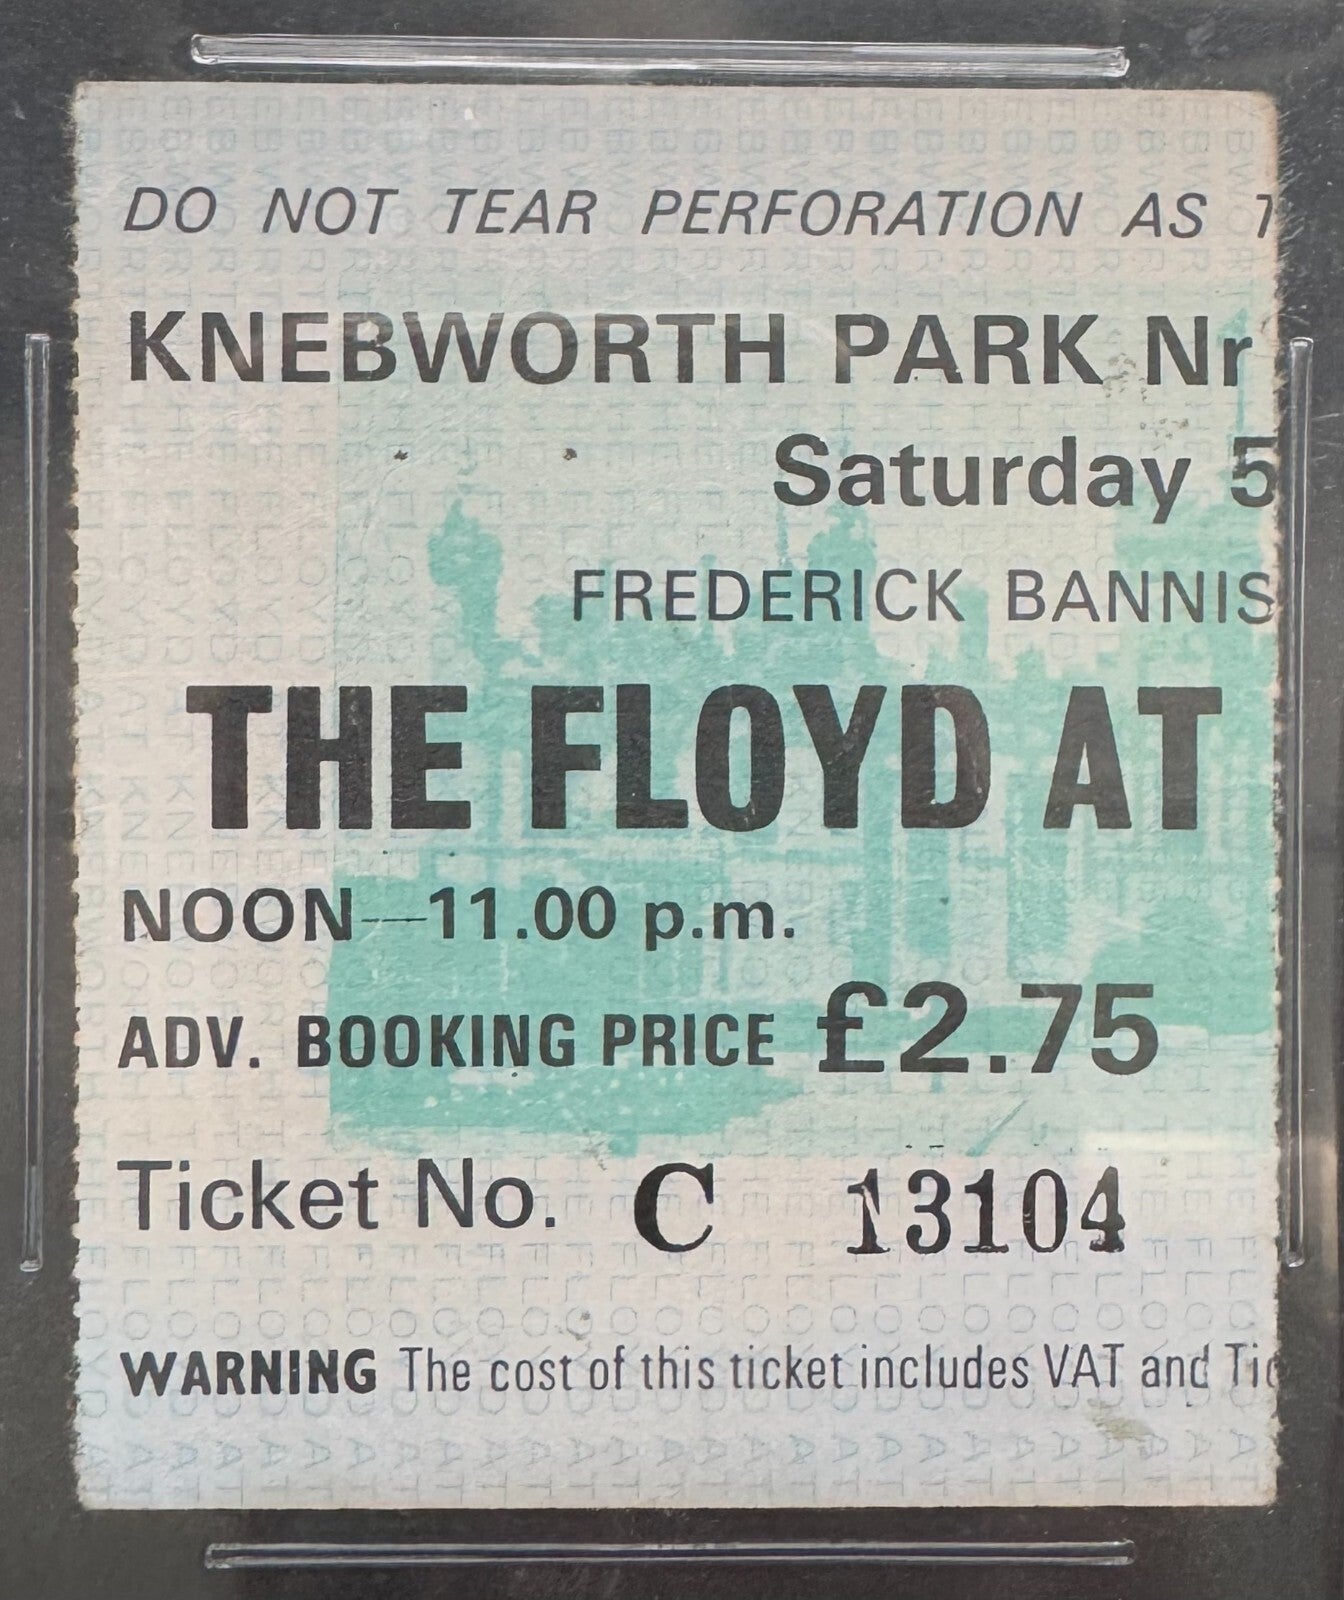 DO NOT TEAR PERFORATION AS
KNEBWORTH PARK Nr
Saturday 5
FREDERICK BANNIS
THE FLOYD AT
NOON—11.00 p.m.
ADV. BOOKING PRICE £2.75
Ticket No. C 13104
WARNING The cost of this ticket includes VAT and Tic